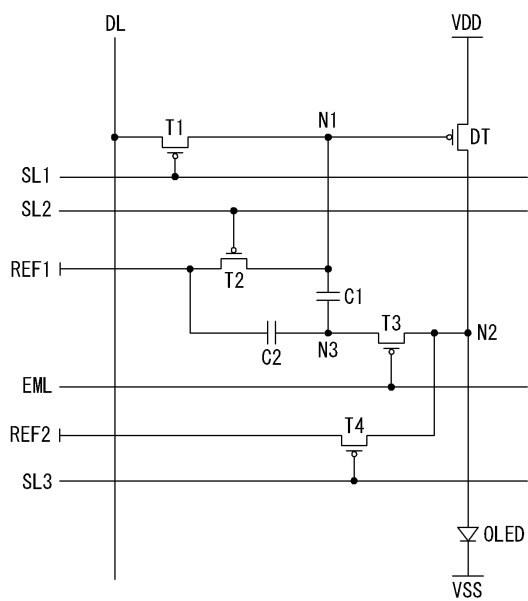 DL
VDD
T1
N1
DT
SL1
SL2
REF1
T2
C1
T3
C2
N3
N2
EML
REF2
T4
SL3
OLED
VSS